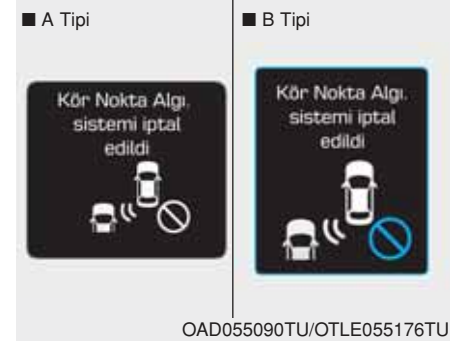 ■ A Tipi
Kör Nokta Algı.
sistemi iptal
edildi
■ B Tipi
Kör Nokta Algı.
sistemi iptal
edildi
OAD055090TU/OTLE055176TU